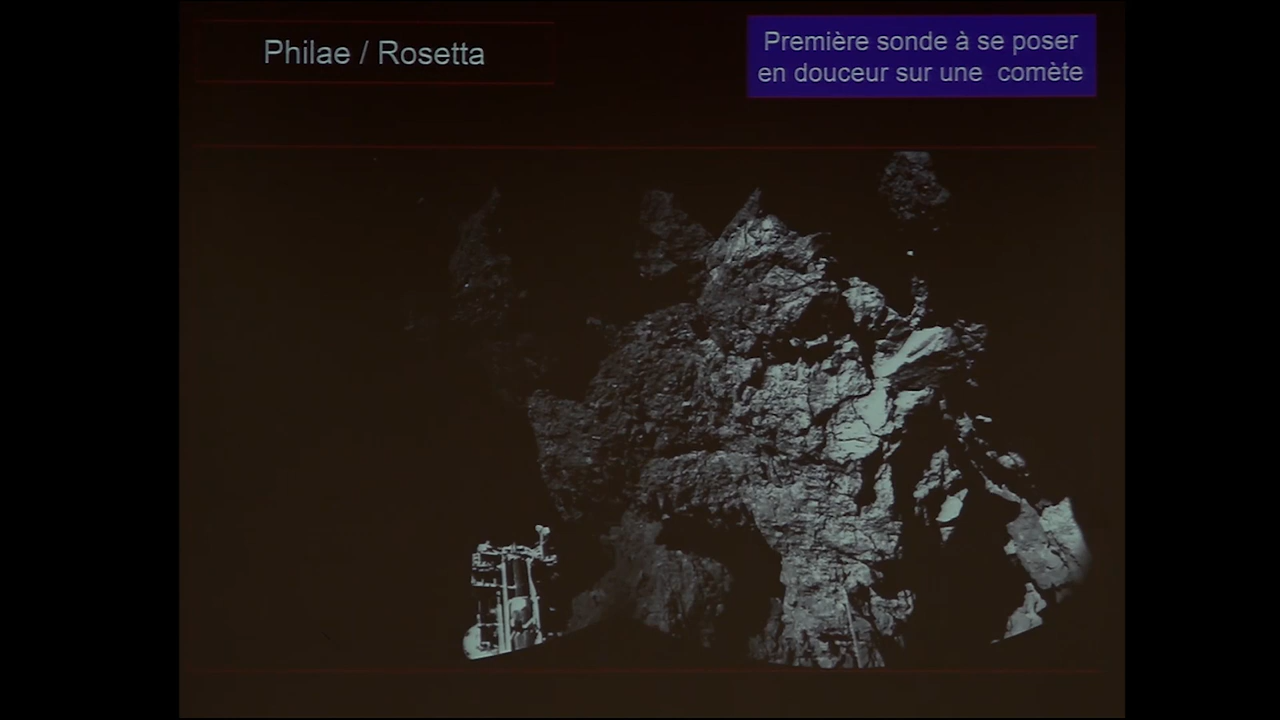 Philae / Rosetta
Première sonde à se poser
en douceur sur une comète